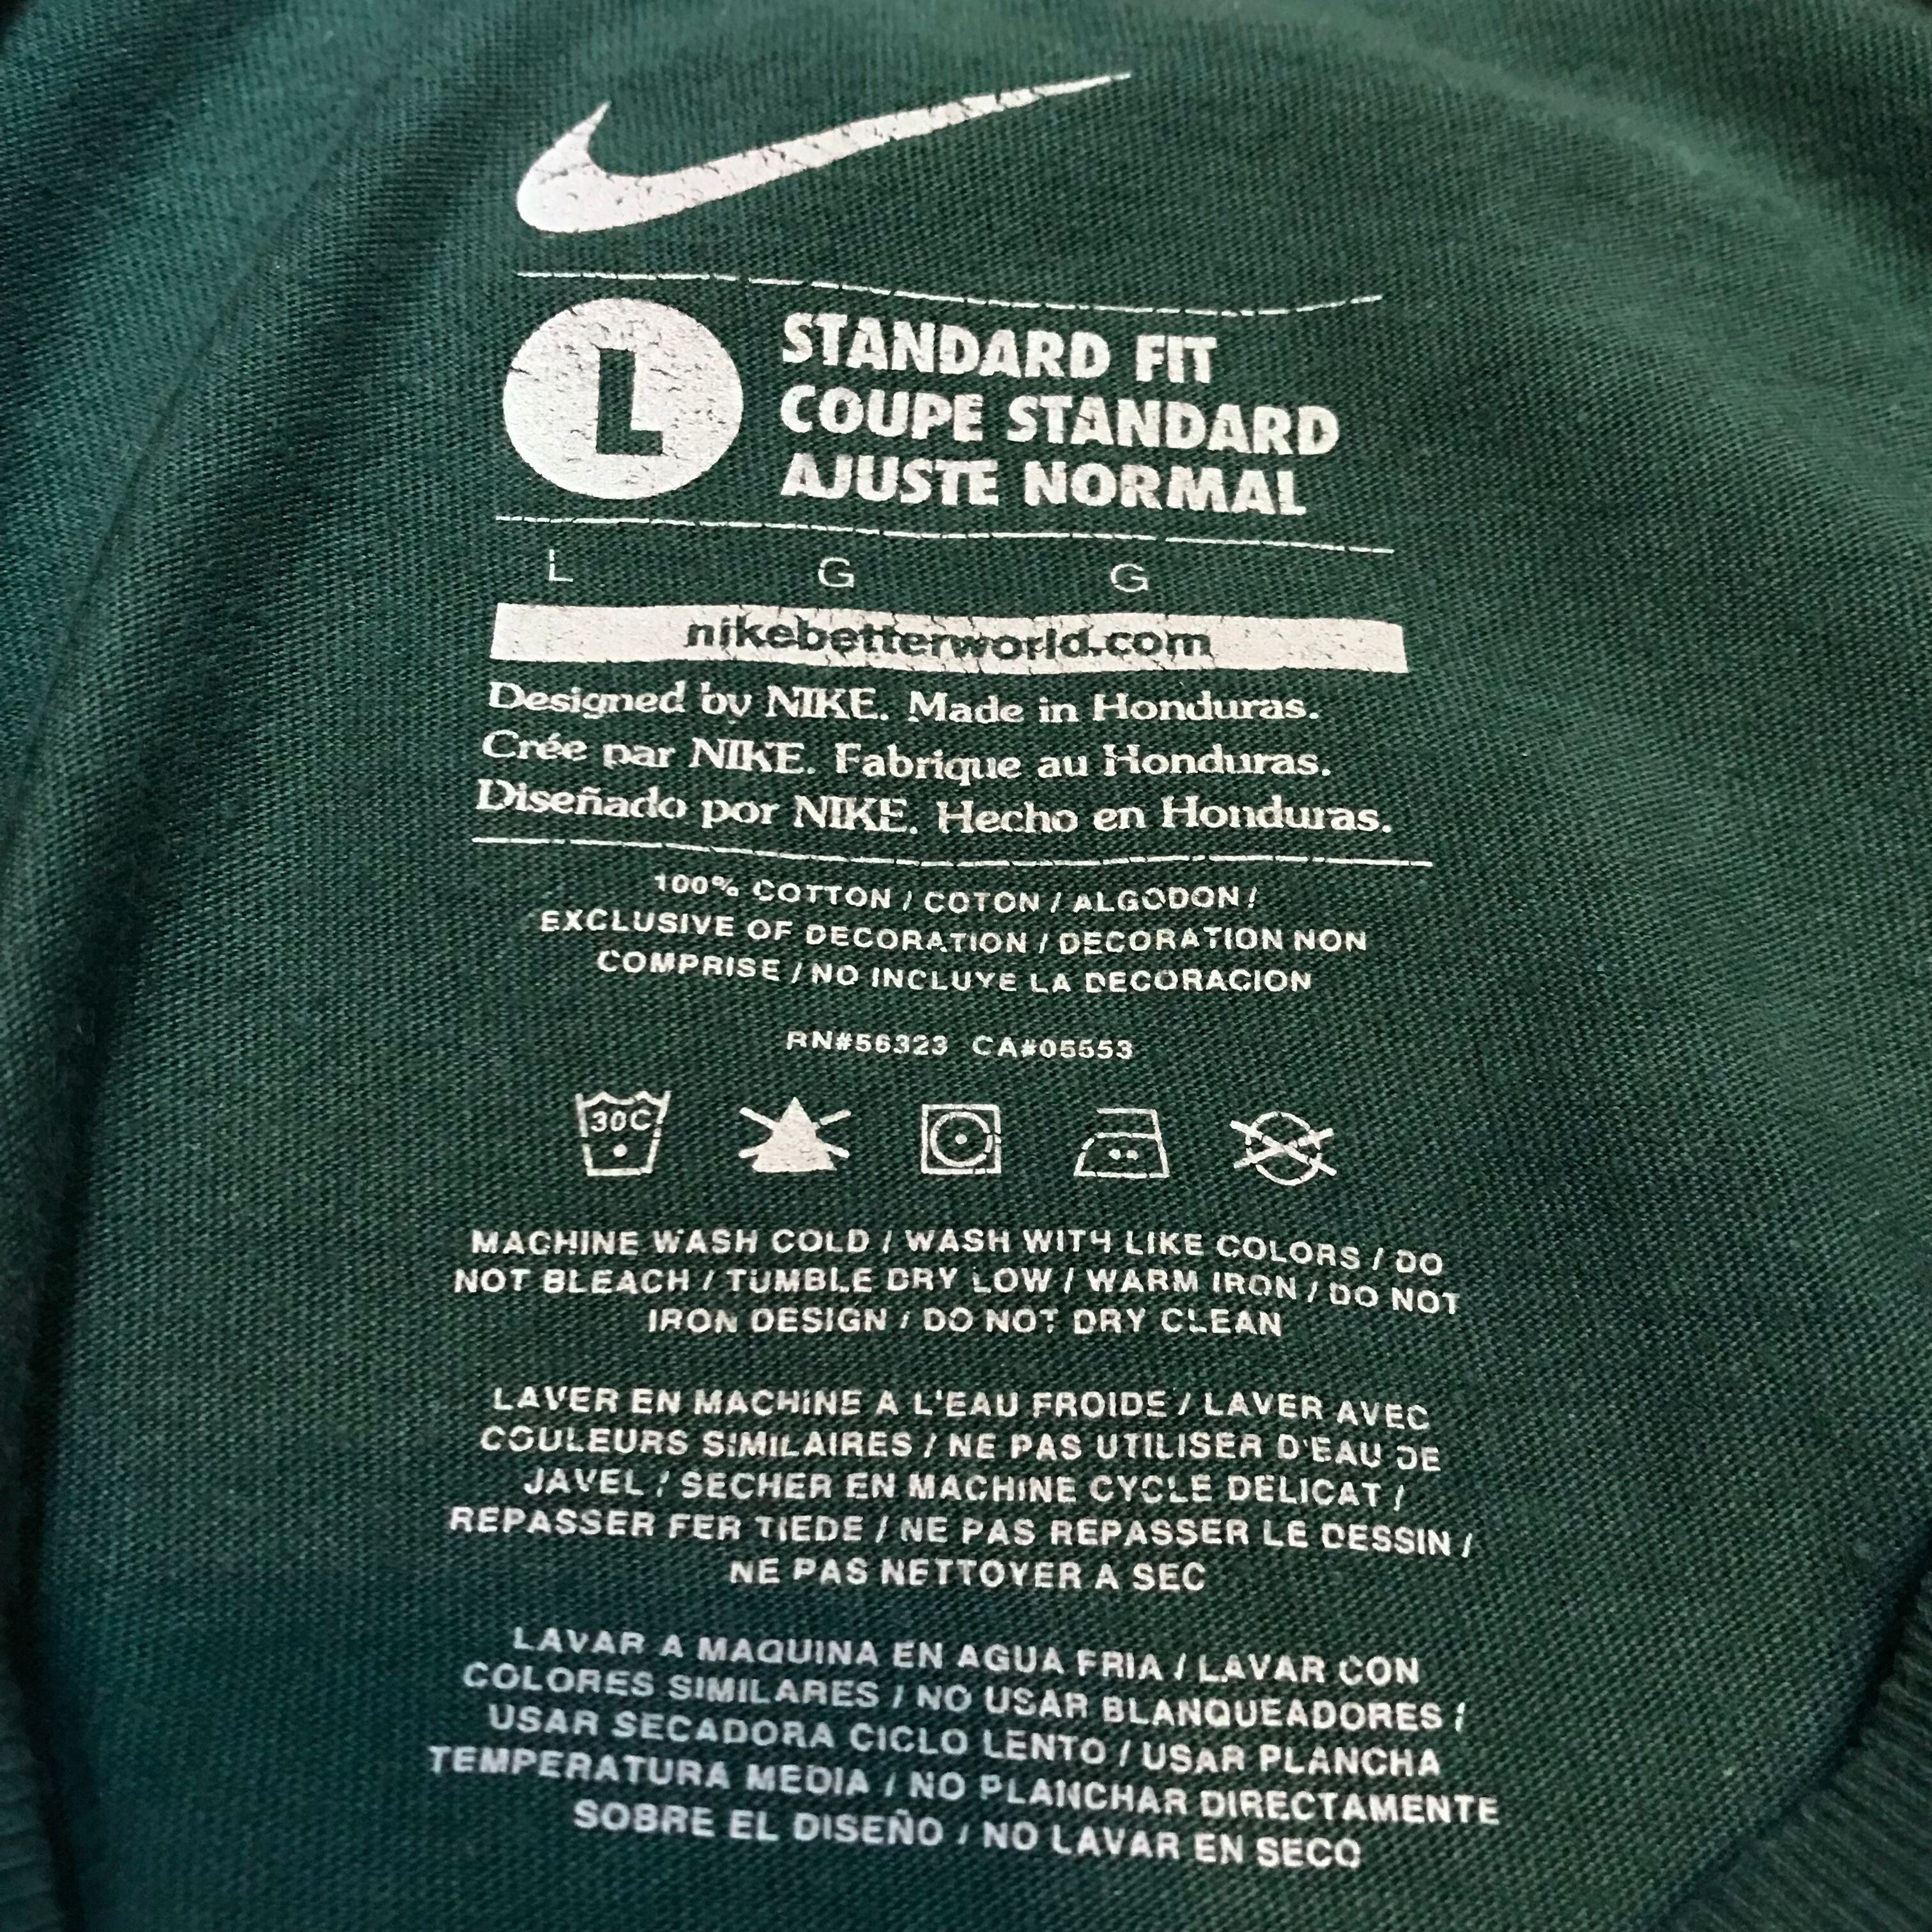 L
STANDARD FIT
COUPE STANDARD
AJUSTE NORMAL
L G G
nikebetterworld.com
Designed by NIKE. Made in Honduras.
Crée par NIKE. Fabrique au Honduras.
Diseñado por NIKE. Hecho en Honduras.
100% COTTON / COTON / ALGODON /
EXCLUSIVE OF DECORATION / DECORATION NON
COMPRISE / NO INCLUYE LA DECORACION
RN#56323 CA#05553
30C
MACHINE WASH COLD / WASH WITH LIKE COLORS / DO
NOT BLEACH / TUMBLE DRY LOW / WARM IRON / DO NOT
IRON DESIGN / DO NOT DRY CLEAN
LAVER EN MACHINE A L'EAU FROIDE / LAVER AVEC
COULEURS SIMILAIRES / NE PAS UTILISER D'EAU DE
JAVEL / SECHER EN MACHINE CYCLE DELICAT /
REPASSER FER TIEDE / NE PAS REPASSER LE DESSIN /
NE PAS NETTOYER A SEC
LAVAR A MAQUINA EN AGUA FRIA / LAVAR CON
COLORES SIMILARES / NO USAR BLANQUEADORES /
USAR SECADORA CICLO LENTO / USAR PLANCHA
TEMPERATURA MEDIA / NO PLANCHAR DIRECTAMENTE
SOBRE EL DISEÑO / NO LAVAR EN SECO